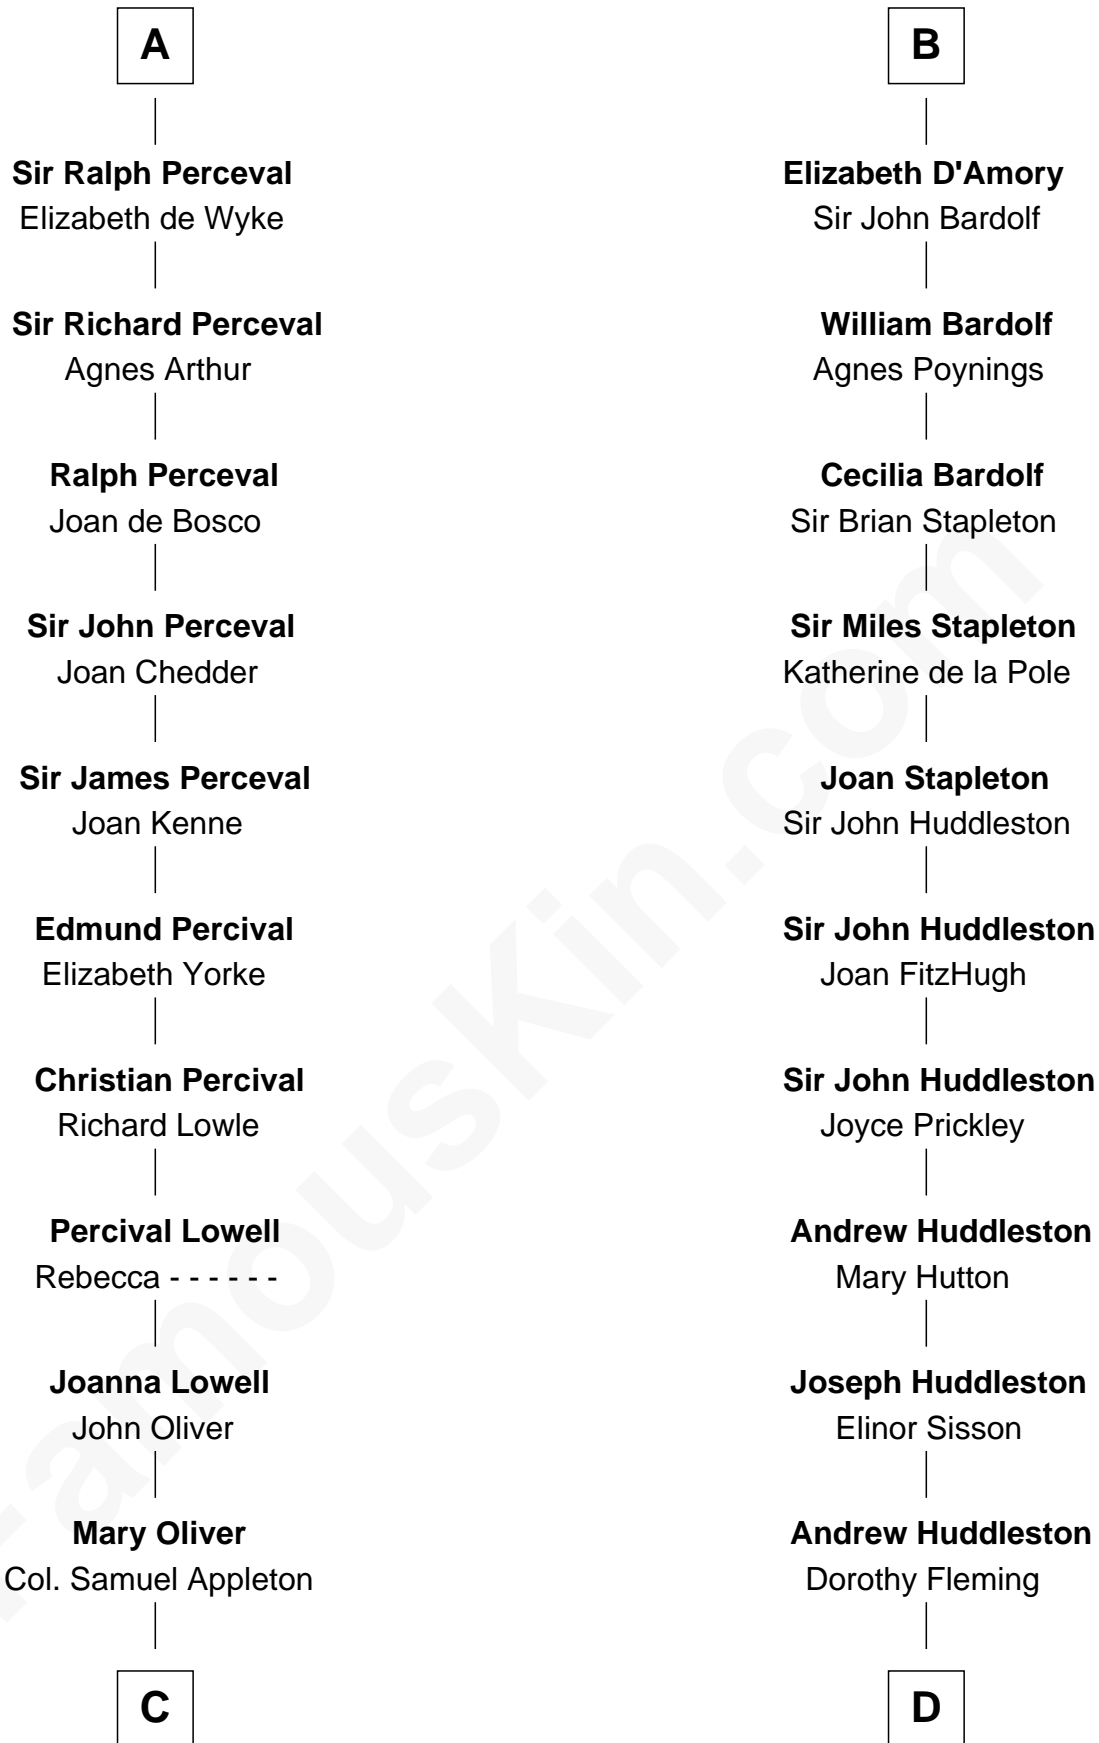 A
Sir Ralph Perceval
Elizabeth de Wyke
Sir Richard Perceval
Agnes Arthur
Ralph Perceval
Joan de Bosco
Sir John Perceval
Joan Chedder
Sir James Perceval
Joan Kenne
Edmund Percival
Elizabeth Yorke
Christian Percival
Richard Lowle
Percival Lowell
Rebecca - - - - - -
Joanna Lowell
John Oliver
Mary Oliver
Col. Samuel Appleton
C
B
Elizabeth D'Amory
Sir John Bardolf
William Bardolf
Agnes Poynings
Cecilia Bardolf
Sir Brian Stapleton
Sir Miles Stapleton
Katherine de la Pole
Joan Stapleton
Sir John Huddleston
Sir John Huddleston
Joan FitzHugh
Sir John Huddleston
Joyce Prickley
Andrew Huddleston
Mary Hutton
Joseph Huddleston
Elinor Sisson
Andrew Huddleston
Dorothy Fleming
D
FamousKin.com